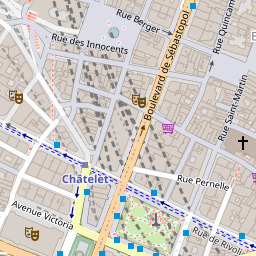 Rue Berger
Rue Quincam
Rue des Innocents
Boulevard de Sébastopol
Rue Saint-Martin
Châtelet
Rue Pernelle
Avenue Victoria
Rue de Rivoli